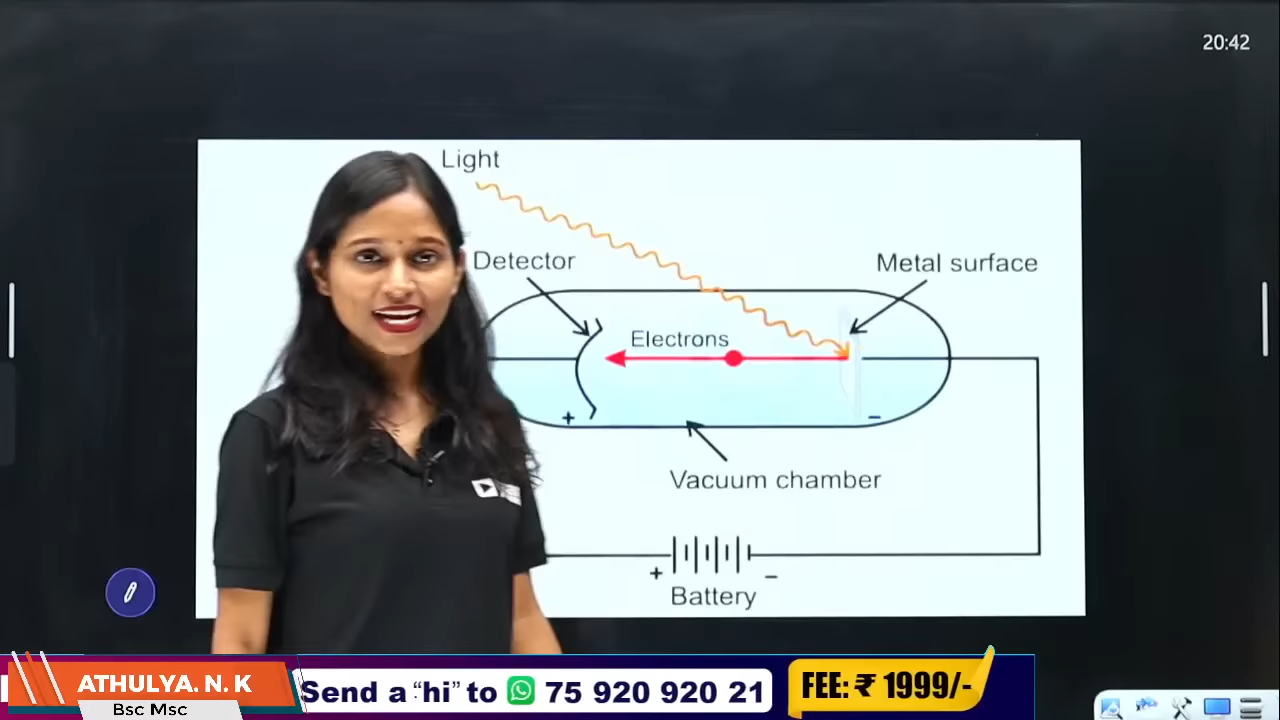 20:42
Light
Detector
Metal surface
Electrons
+
−
Vacuum chamber
+
−
Battery
ATHULYA. N. K
Bsc Msc
Send a “hi” to 75 920 920 21
FEE: ₹ 1999/-